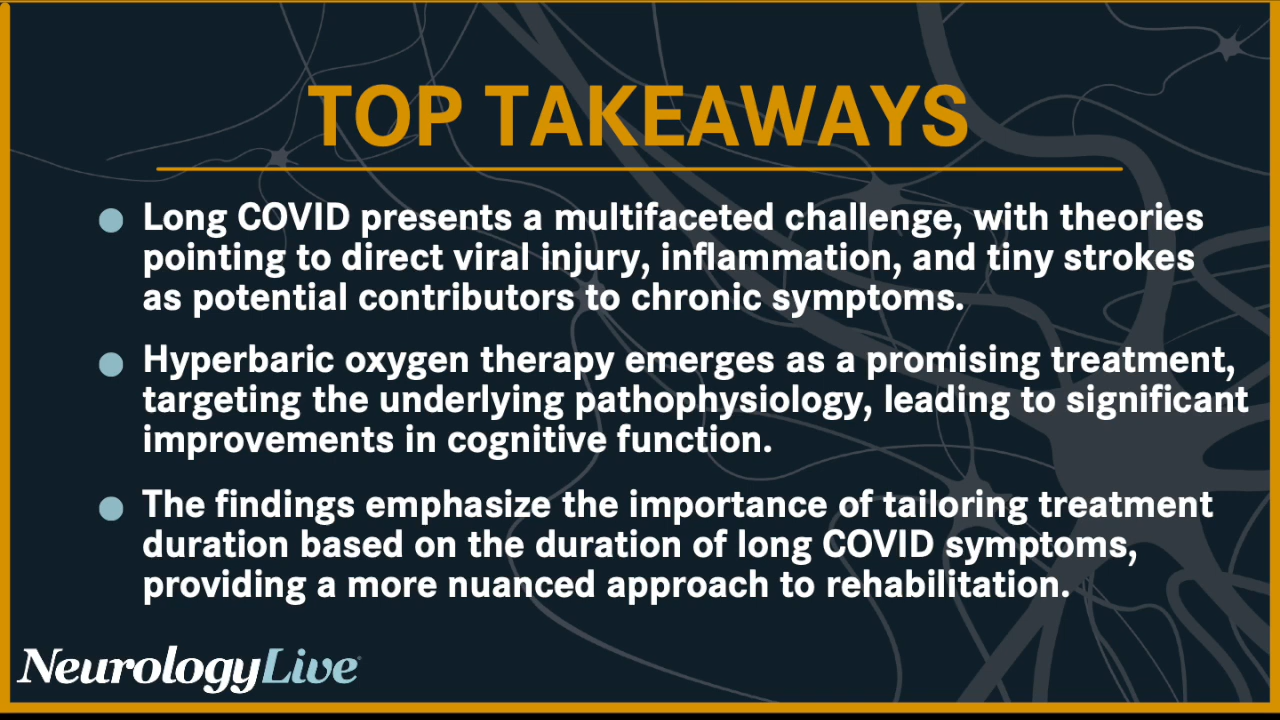 TOP TAKEAWAYS
Long COVID presents a multifaceted challenge, with theories
pointing to direct viral injury, inflammation, and tiny strokes
as potential contributors to chronic symptoms.
Hyperbaric oxygen therapy emerges as a promising treatment,
targeting the underlying pathophysiology, leading to significant
improvements in cognitive function.
The findings emphasize the importance of tailoring treatment
duration based on the duration of long COVID symptoms,
providing a more nuanced approach to rehabilitation.
NeurologyLive